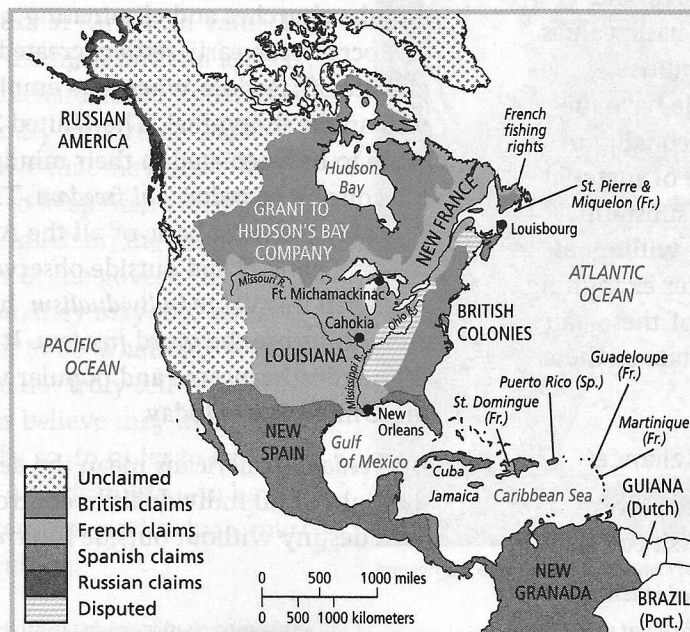 RUSSIAN
AMERICA
Hudson
Bay
French
fishing
rights
St. Pierre &
Miquelon (Fr.)
Louisbourg
NEW FRANCE
GRANT TO
HUDSON'S BAY
COMPANY
Missouri R.
Ft. Michamackinac
Ohio R.
Cahokia
LOUISIANA
Mississippi R.
BRITISH
COLONIES
ATLANTIC
OCEAN
PACIFIC
OCEAN
New
Orleans
NEW
SPAIN
Gulf
of Mexico
Guadeloupe
(Fr.)
Puerto Rico (Sp.)
St. Domingue
(Fr.)
Martinique
(Fr.)
Cuba
Jamaica
Caribbean Sea
GUIANA
(Dutch)
NEW
GRANADA
BRAZIL
(Port.)
Unclaimed
British claims
French claims
Spanish claims
Russian claims
Disputed
0 500 1000 miles
0 500 1000 kilometers